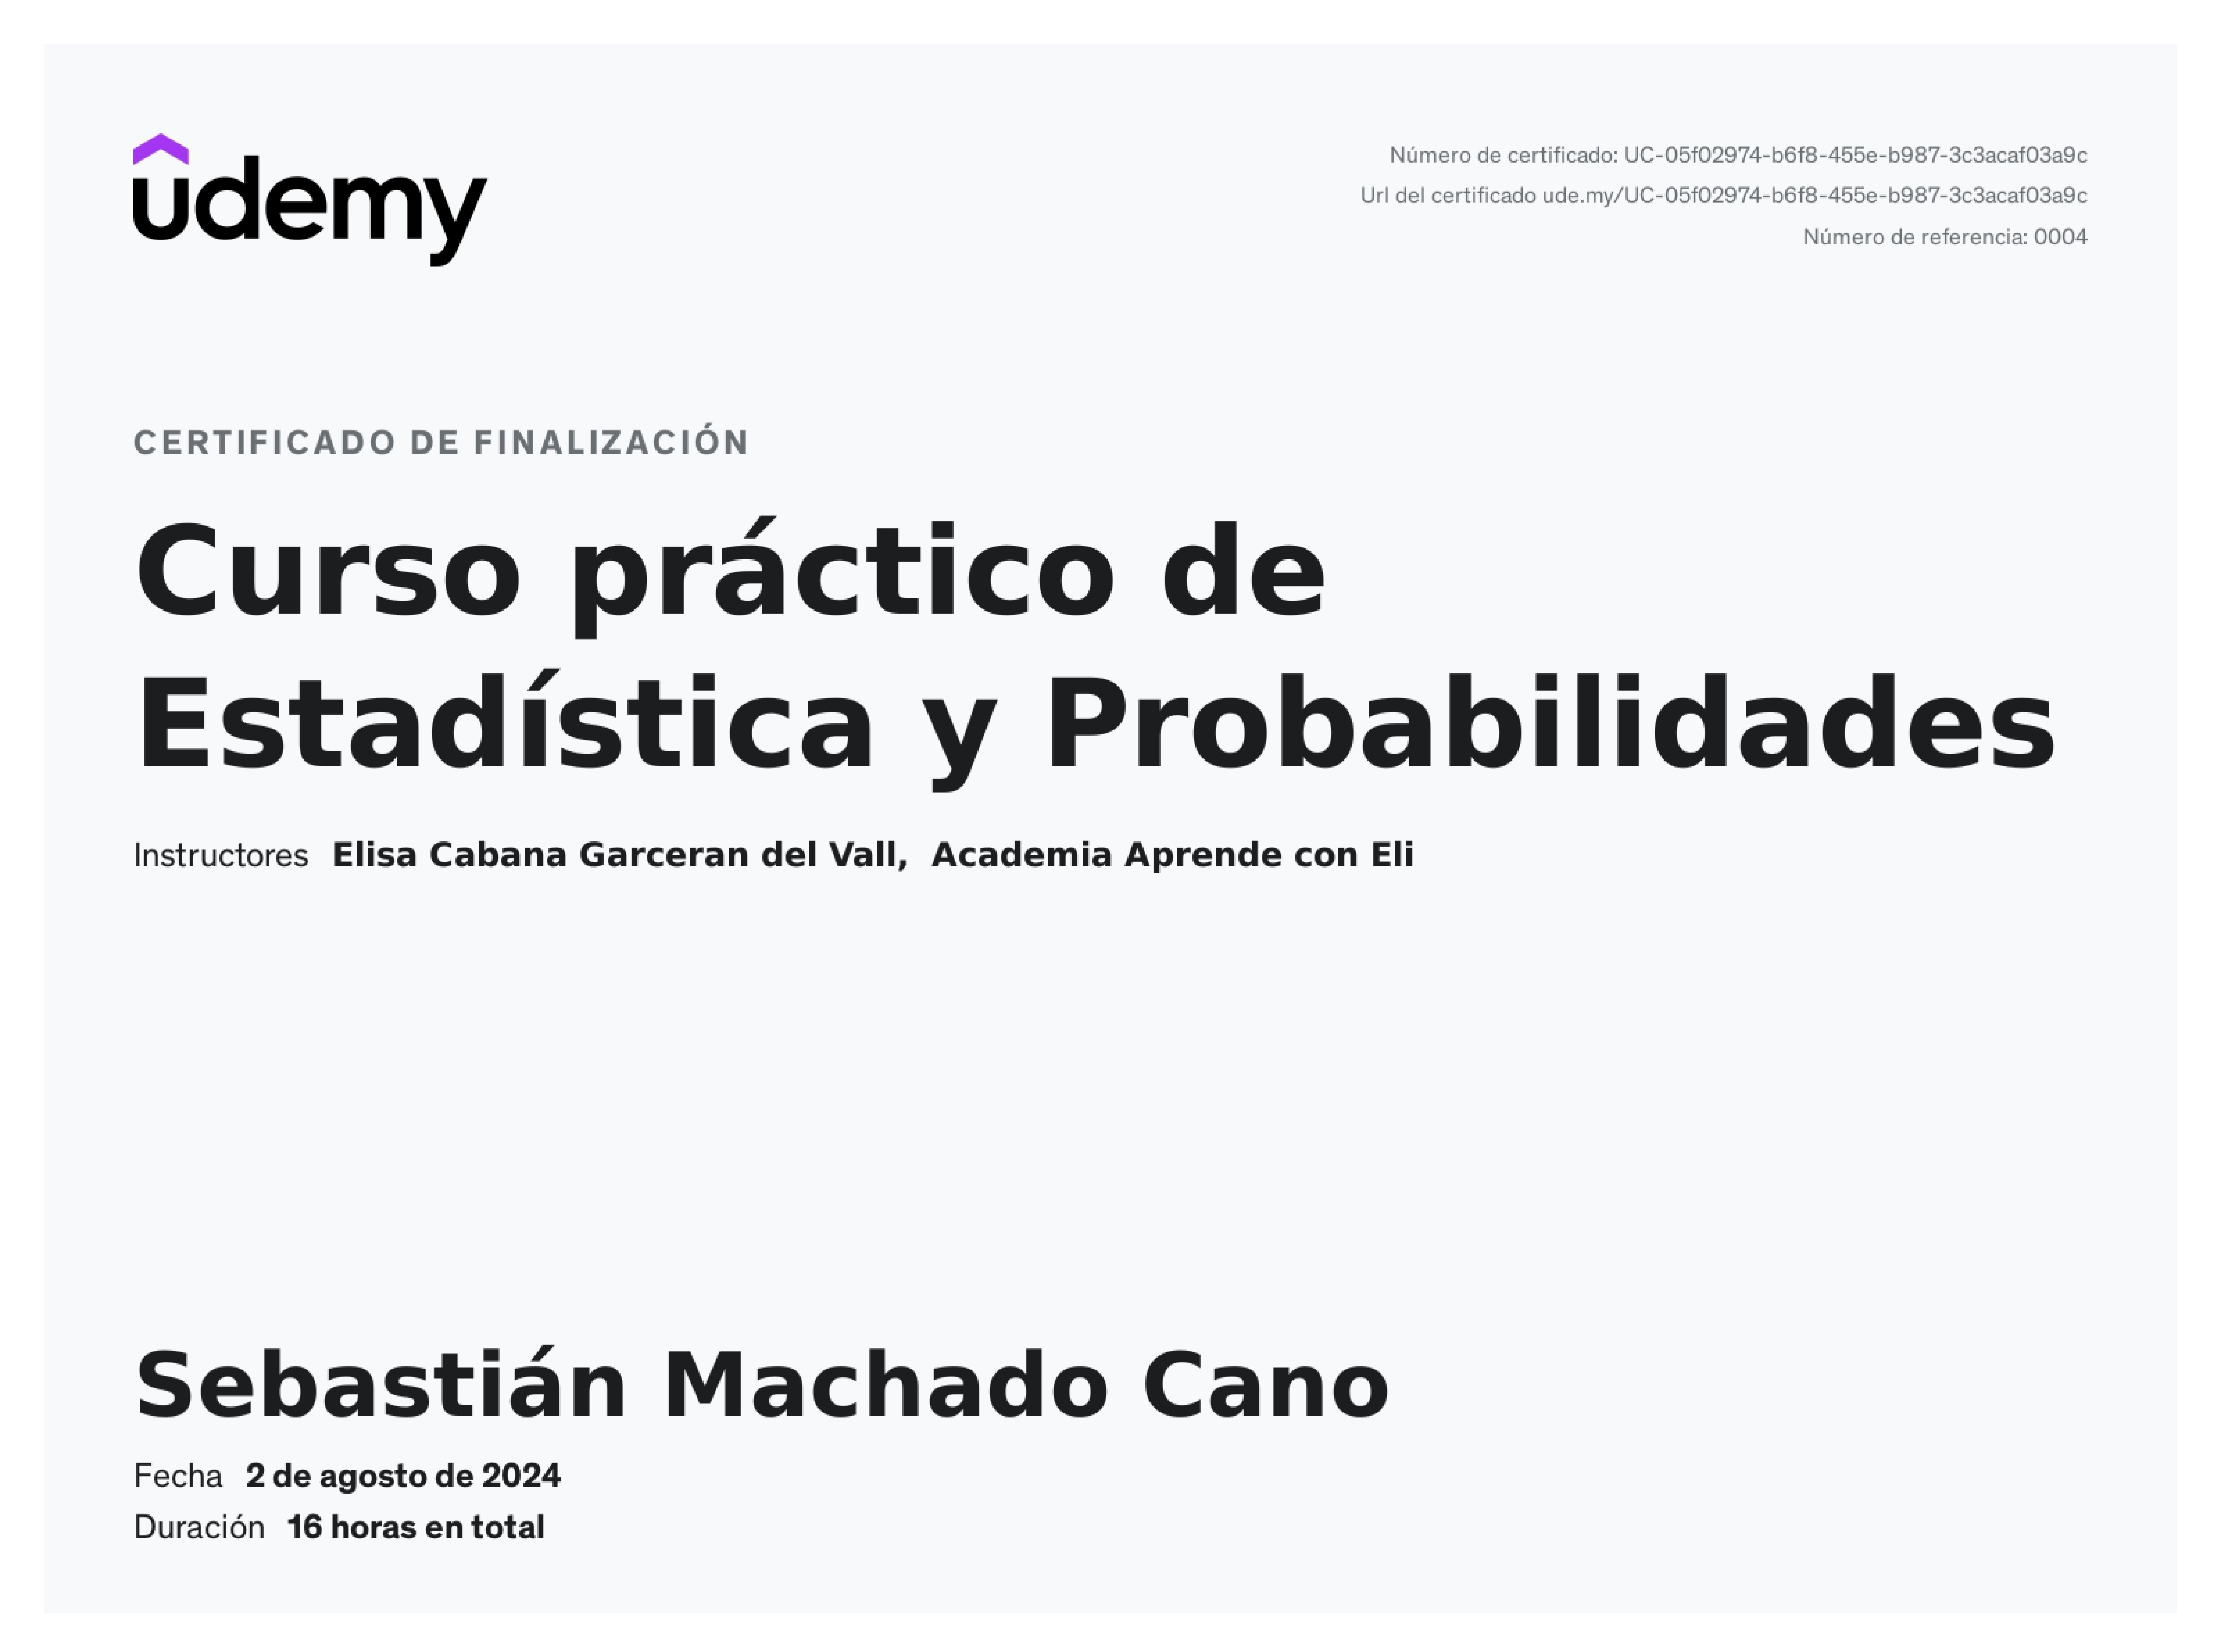 udemy
Número de certificado: UC-05f02974-b6f8-455e-b987-3c3acaf03a9c
Url del certificado ude.my/UC-05f02974-b6f8-455e-b987-3c3acaf03a9c
Número de referencia: 0004
CERTIFICADO DE FINALIZACIÓN
Curso práctico de
Estadística y Probabilidades
Instructores Elisa Cabana Garceran del Vall, Academia Aprende con Eli
Sebastián Machado Cano
Fecha 2 de agosto de 2024
Duración 16 horas en total